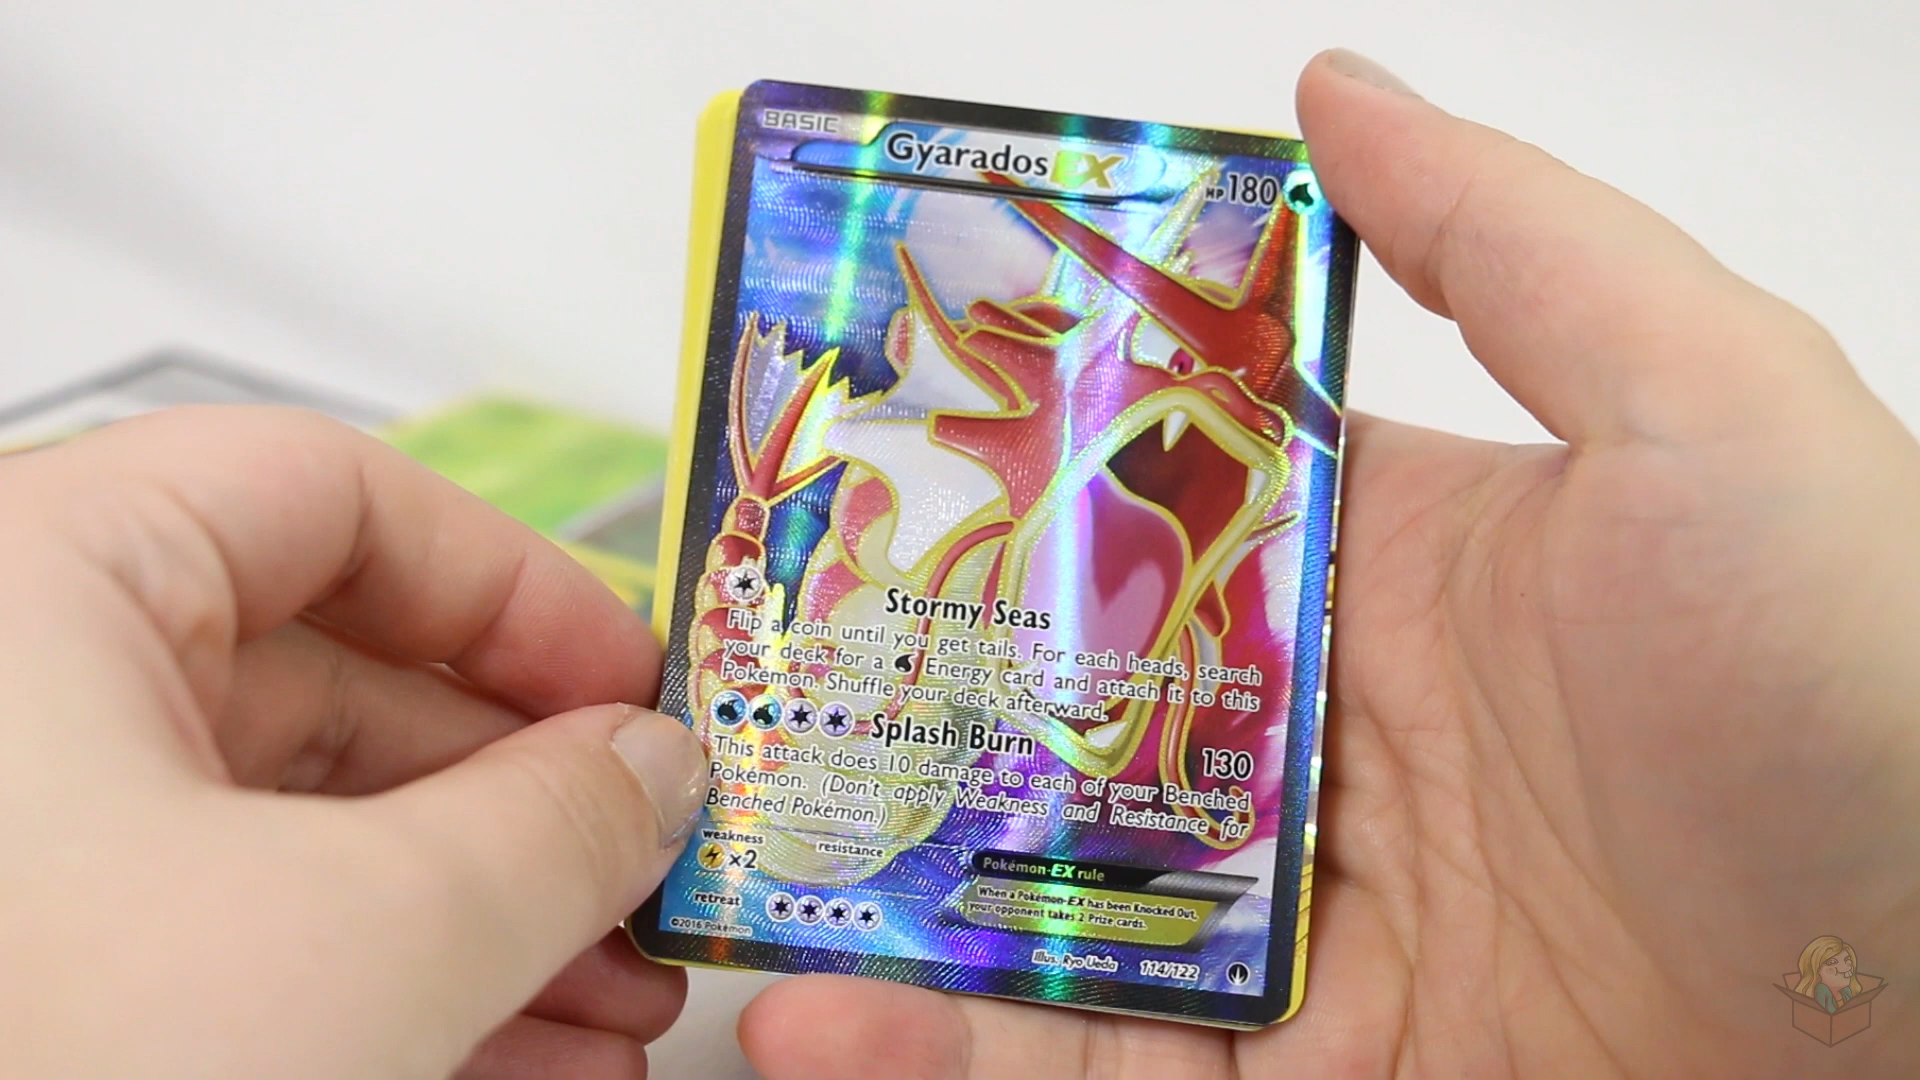 BASIC
Gyarados EX
HP 180
Stormy Seas
Flip a coin until you get tails. For each heads, search
your deck for a Energy card and attach it to this
Pokémon. Shuffle your deck afterward.
Splash Burn 130
This attack does 10 damage to each of your Benched
Pokémon. (Don't apply Weakness and Resistance for
Benched Pokémon.)
weakness
resistance
×2
Pokémon-EX rule
When a Pokémon-EX has been Knocked Out,
your opponent takes 2 Prize cards.
retreat
©2016 Pokémon
Illus. Ryo Ueda 114/122